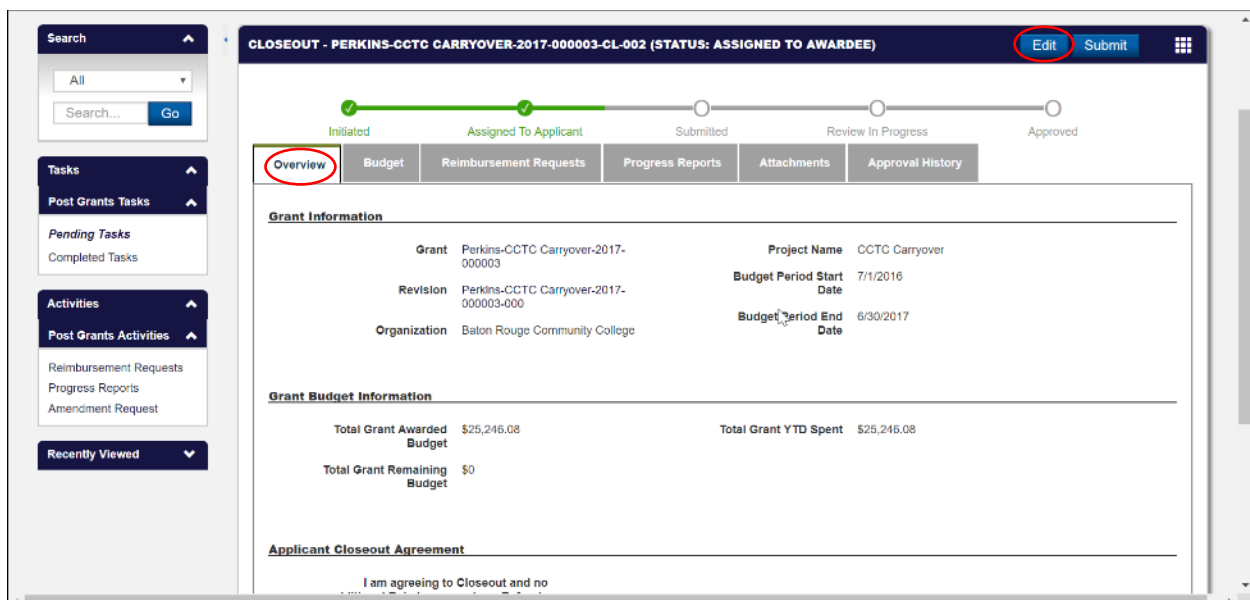 Search
All
Search...
Go
Tasks
Post Grants Tasks
Pending Tasks
Completed Tasks
Activities
Post Grants Activities
Reimbursement Requests
Progress Reports
Amendment Request
Recently Viewed
CLOSEOUT - PERKINS-CCTC CARRYOVER-2017-000003-CL-002 (STATUS: ASSIGNED TO AWARDEE)
Edit
Submit
Initiated
Assigned To Applicant
Submitted
Review In Progress
Approved
Overview
Budget
Reimbursement Requests
Progress Reports
Attachments
Approval History
Grant Information
Grant
Perkins-CCTC Carryover-2017-
000003
Revision
Perkins-CCTC Carryover-2017-
000003-000
Organization
Baton Rouge Community College
Project Name
CCTC Carryover
Budget Period Start
Date
7/1/2016
Budget Period End
Date
6/30/2017
Grant Budget Information
Total Grant Awarded
Budget
$25,246.08
Total Grant YTD Spent
$25,246.08
Total Grant Remaining
Budget
$0
Applicant Closeout Agreement
I am agreeing to Closeout and no